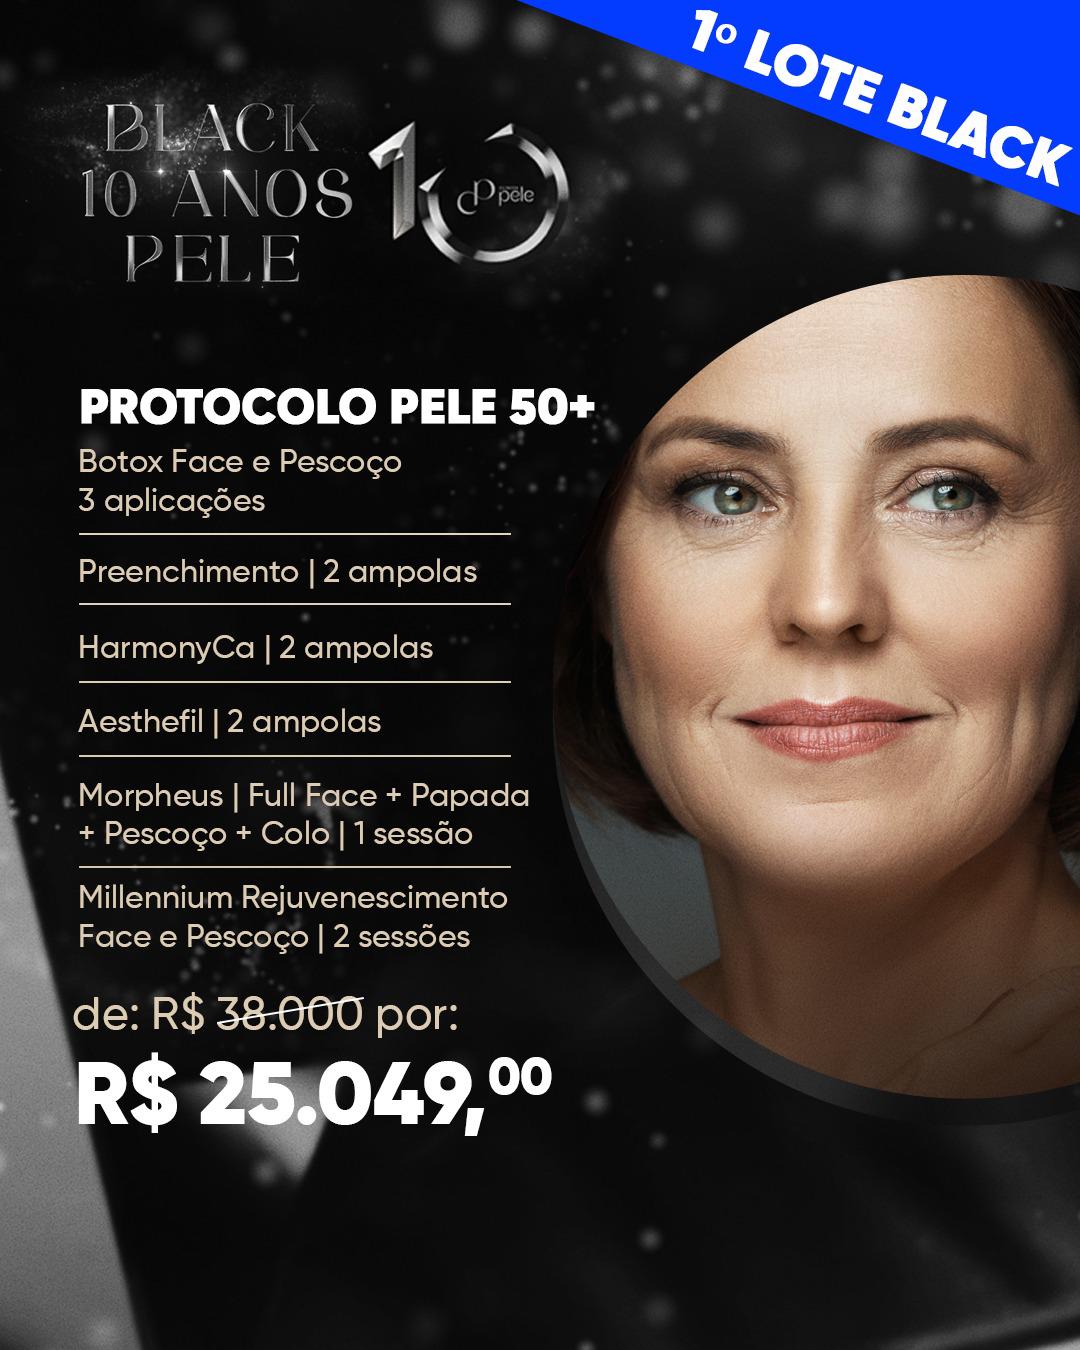 1º LOTE BLACK
BLACK
10 ANOS
PELE
10
pele
PROTOCOLO PELE 50+
Botox Face e Pescoço
3 aplicações
Preenchimento | 2 ampolas
HarmonyCa | 2 ampolas
Aesthefil | 2 ampolas
Morpheus | Full Face + Papada
+ Pescoço + Colo | 1 sessão
Millennium Rejuvenescimento
Face e Pescoço | 2 sessões
de: R$ 38.000 por:
R$ 25.049,00